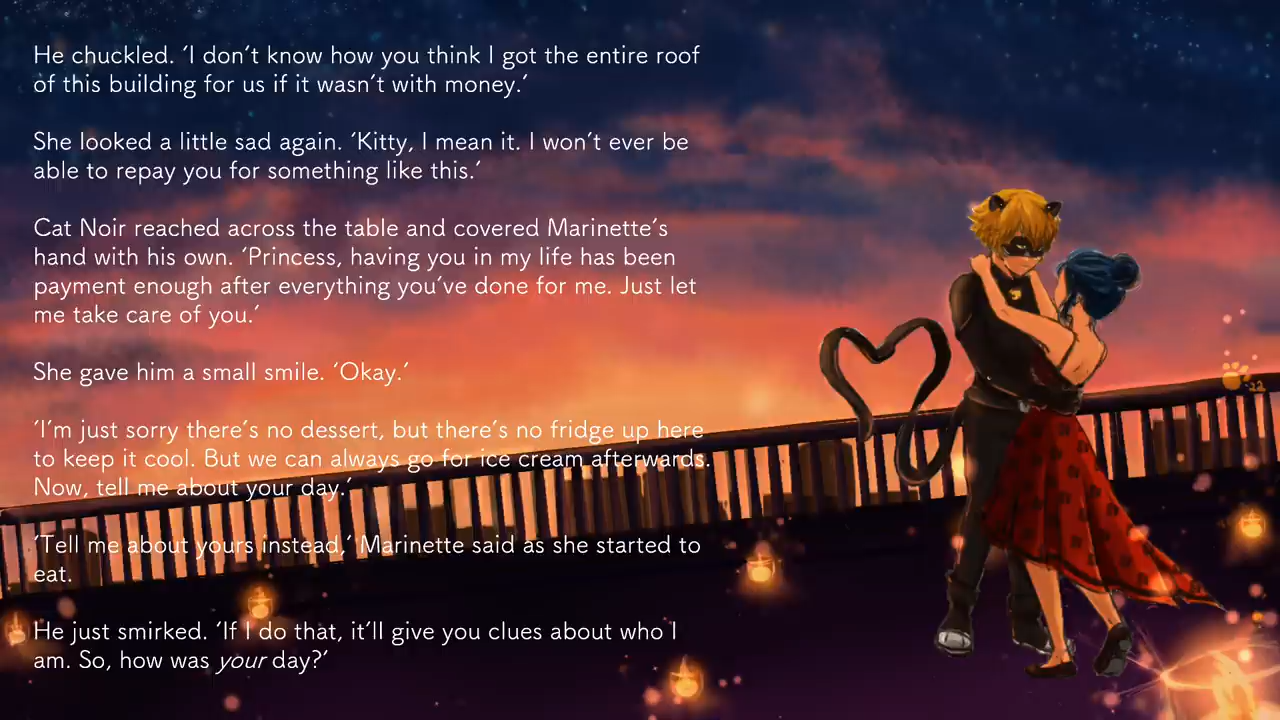 He chuckled. ‘I don’t know how you think I got the entire roof
of this building for us if it wasn’t with money.’
She looked a little sad again. ‘Kitty, I mean it. I won’t ever be
able to repay you for something like this.’
Cat Noir reached across the table and covered Marinette’s
hand with his own. ‘Princess, having you in my life has been
payment enough after everything you’ve done for me. Just let
me take care of you.’
She gave him a small smile. ‘Okay.’
‘I’m just sorry there’s no dessert, but there’s no fridge up here
to keep it cool. But we can always go for ice cream afterwards.
Now, tell me about your day.’
‘Tell me about yours instead,’ Marinette said as she started to
eat.
He just smirked. ‘If I do that, it’ll give you clues about who I
am. So, how was your day?’